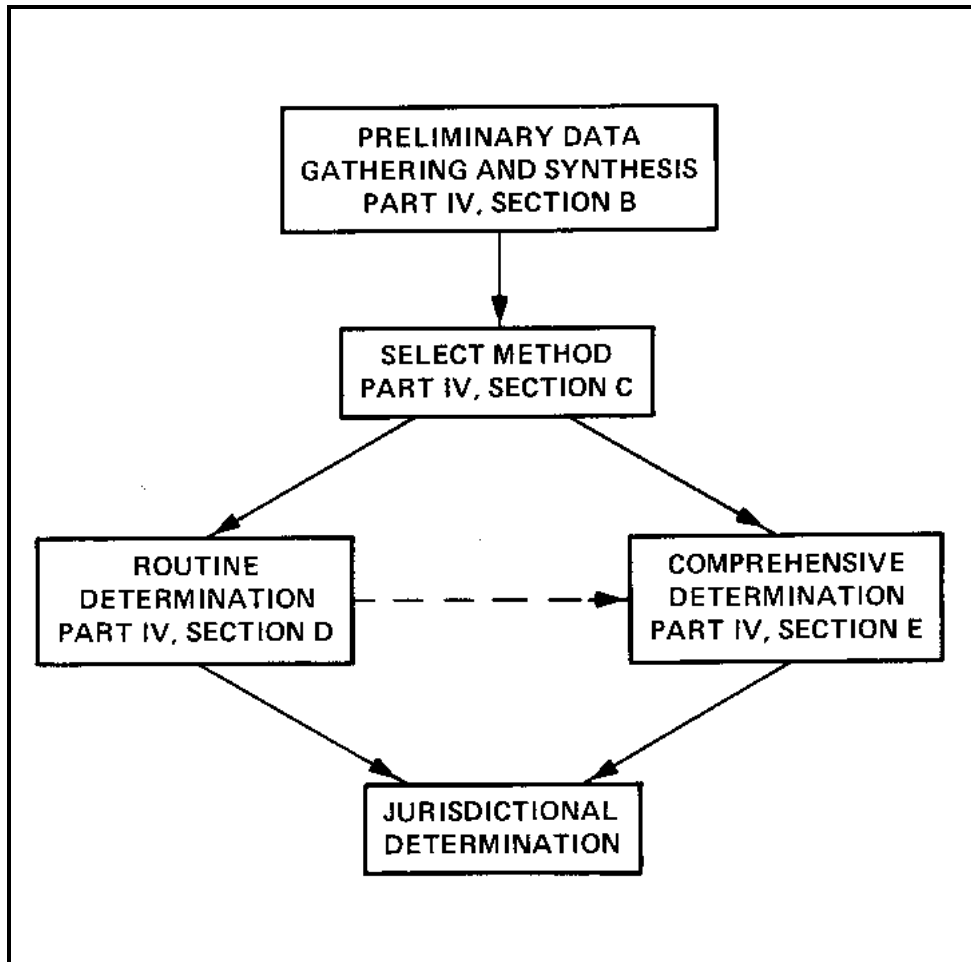 PRELIMINARY DATA
GATHERING AND SYNTHESIS
PART IV, SECTION B
SELECT METHOD
PART IV, SECTION C
ROUTINE
DETERMINATION
PART IV, SECTION D
COMPREHENSIVE
DETERMINATION
PART IV, SECTION E
JURISDICTIONAL
DETERMINATION